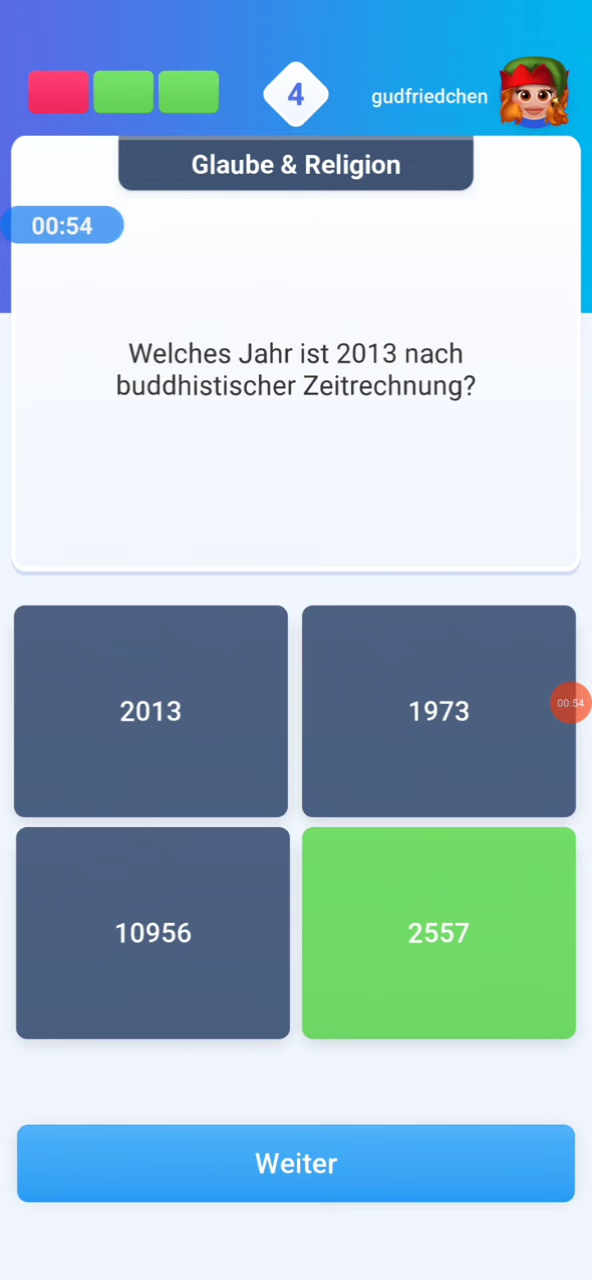 4
gudfriedchen
Glaube & Religion
00:54
Welches Jahr ist 2013 nach
buddhistischer Zeitrechnung?
2013
1973
00:54
10956
2557
Weiter